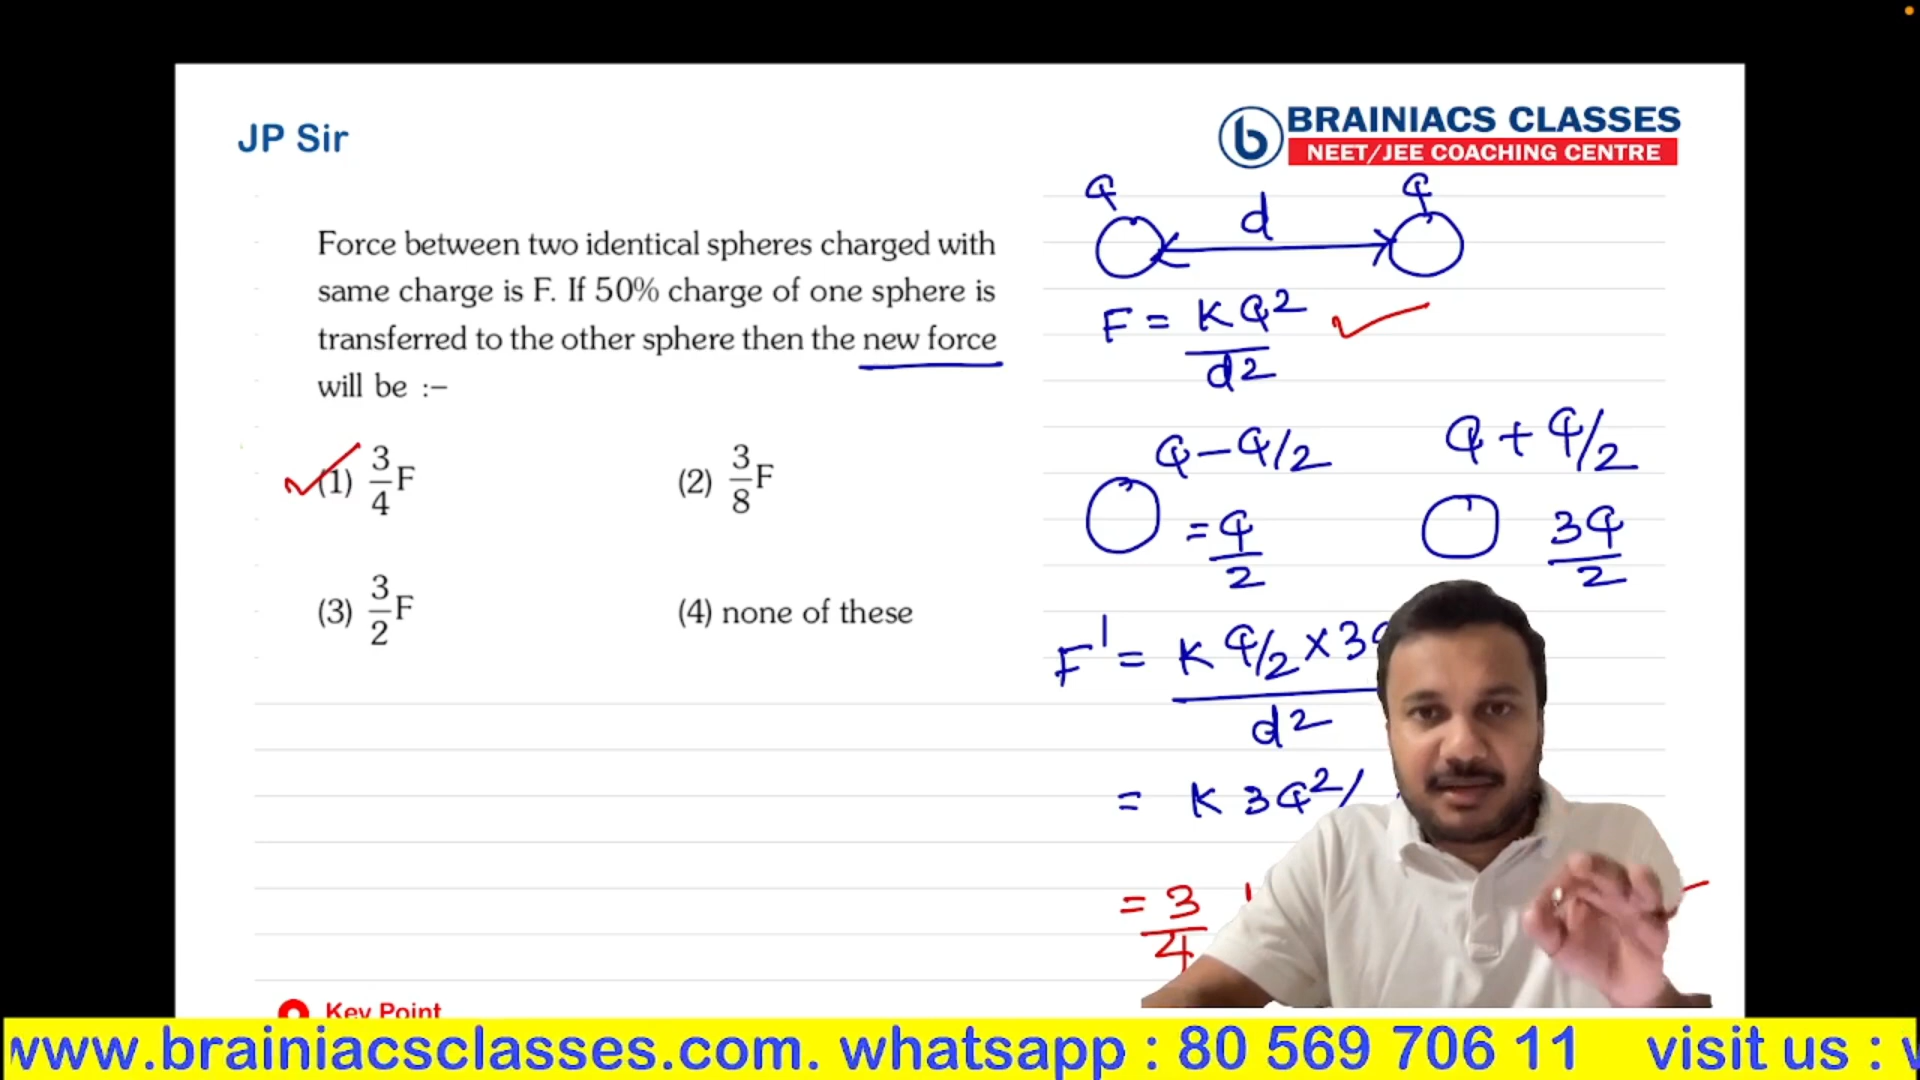 JP Sir
b BRAINIACS CLASSES
NEET/JEE COACHING CENTRE
Force between two identical spheres charged with
same charge is F. If 50% charge of one sphere is
transferred to the other sphere then the new force
will be :–
(1) 3/4 F
(2) 3/8 F
(3) 3/2 F
(4) none of these
Q d Q
F = KQ²/d²
Q – Q/2
= Q/2
Q + Q/2
3Q/2
F' = K Q/2 × 3
d²
= K 3Q²/
= 3/4
Key Point
www.brainiacsclasses.com. whatsapp : 80 569 706 11 visit us :